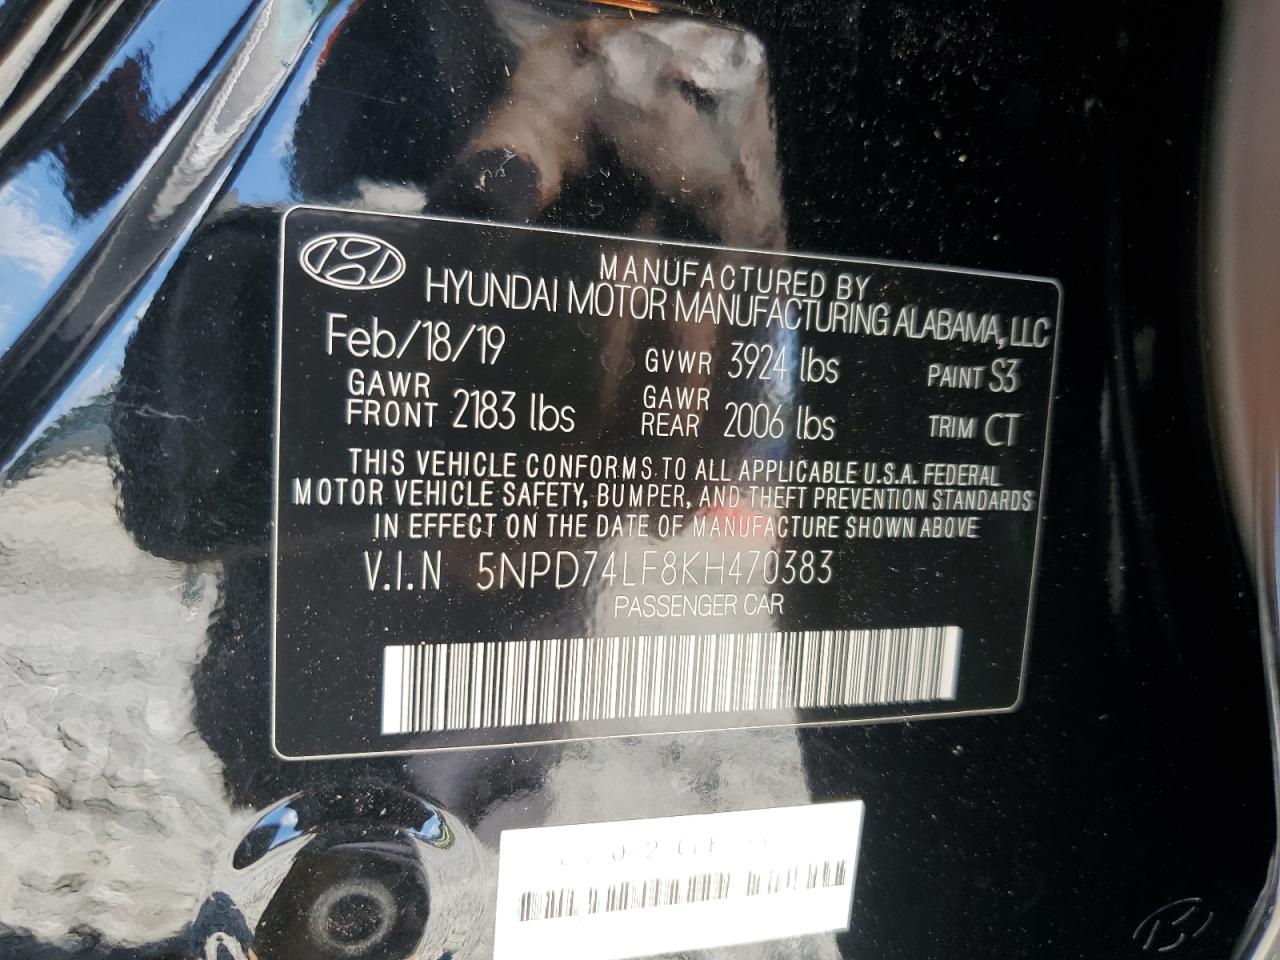 MANUFACTURED BY
HYUNDAI MOTOR MANUFACTURING ALABAMA, LLC
Feb/18/19 GVWR 3924 lbs PAINT S3
GAWR FRONT 2183 lbs GAWR REAR 2006 lbs TRIM CT
THIS VEHICLE CONFORMS TO ALL APPLICABLE U.S.A. FEDERAL
MOTOR VEHICLE SAFETY, BUMPER, AND THEFT PREVENTION STANDARDS
IN EFFECT ON THE DATE OF MANUFACTURE SHOWN ABOVE
V.I.N 5NPD74LF8KH470383
PASSENGER CAR